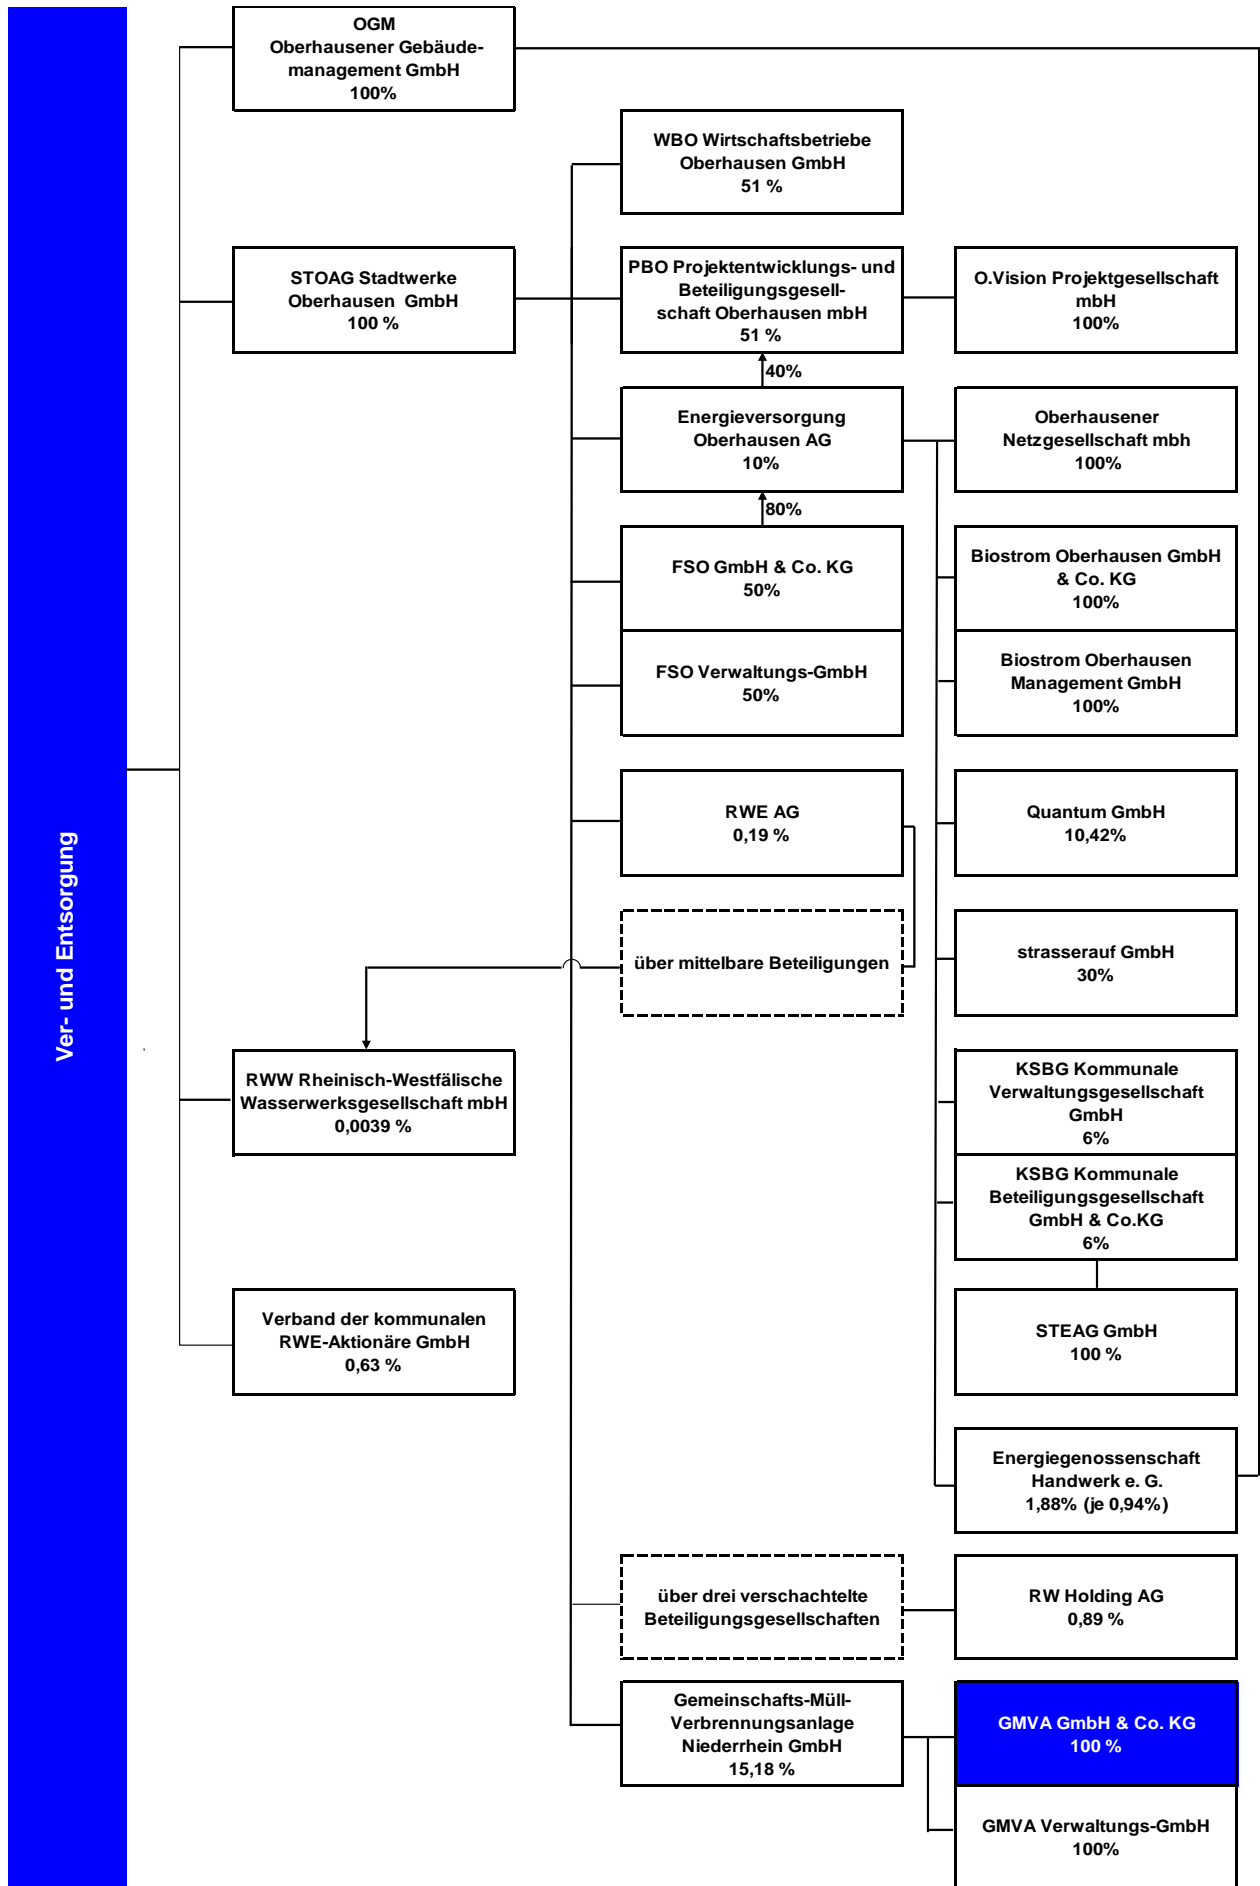 Ver- und Entsorgung
OGM
Oberhausener Gebäude-
management GmbH
100%
WBO Wirtschaftsbetriebe
Oberhausen GmbH
51 %
STOAG Stadtwerke
Oberhausen GmbH
100 %
PBO Projektentwicklungs- und
Beteiligungsgesell-
schaft Oberhausen mbH
51 %
O.Vision Projektgesellschaft
mbH
100%
40%
Energieversorgung
Oberhausen AG
10%
Oberhausener
Netzgesellschaft mbh
100%
80%
FSO GmbH & Co. KG
50%
Biostrom Oberhausen GmbH
& Co. KG
100%
FSO Verwaltungs-GmbH
50%
Biostrom Oberhausen
Management GmbH
100%
RWE AG
0,19 %
Quantum GmbH
10,42%
über mittelbare Beteiligungen
strasserauf GmbH
30%
RWW Rheinisch-Westfälische
Wasserwerksgesellschaft mbH
0,0039 %
KSBG Kommunale
Verwaltungsgesellschaft
GmbH
6%
KSBG Kommunale
Beteiligungsgesellschaft
GmbH & Co.KG
6%
Verband der kommunalen
RWE-Aktionäre GmbH
0,63 %
STEAG GmbH
100 %
Energiegenossenschaft
Handwerk e. G.
1,88% (je 0,94%)
über drei verschachtelte
Beteiligungsgesellschaften
RW Holding AG
0,89 %
Gemeinschafts-Müll-
Verbrennungsanlage
Niederrhein GmbH
15,18 %
GMVA GmbH & Co. KG
100 %
GMVA Verwaltungs-GmbH
100%